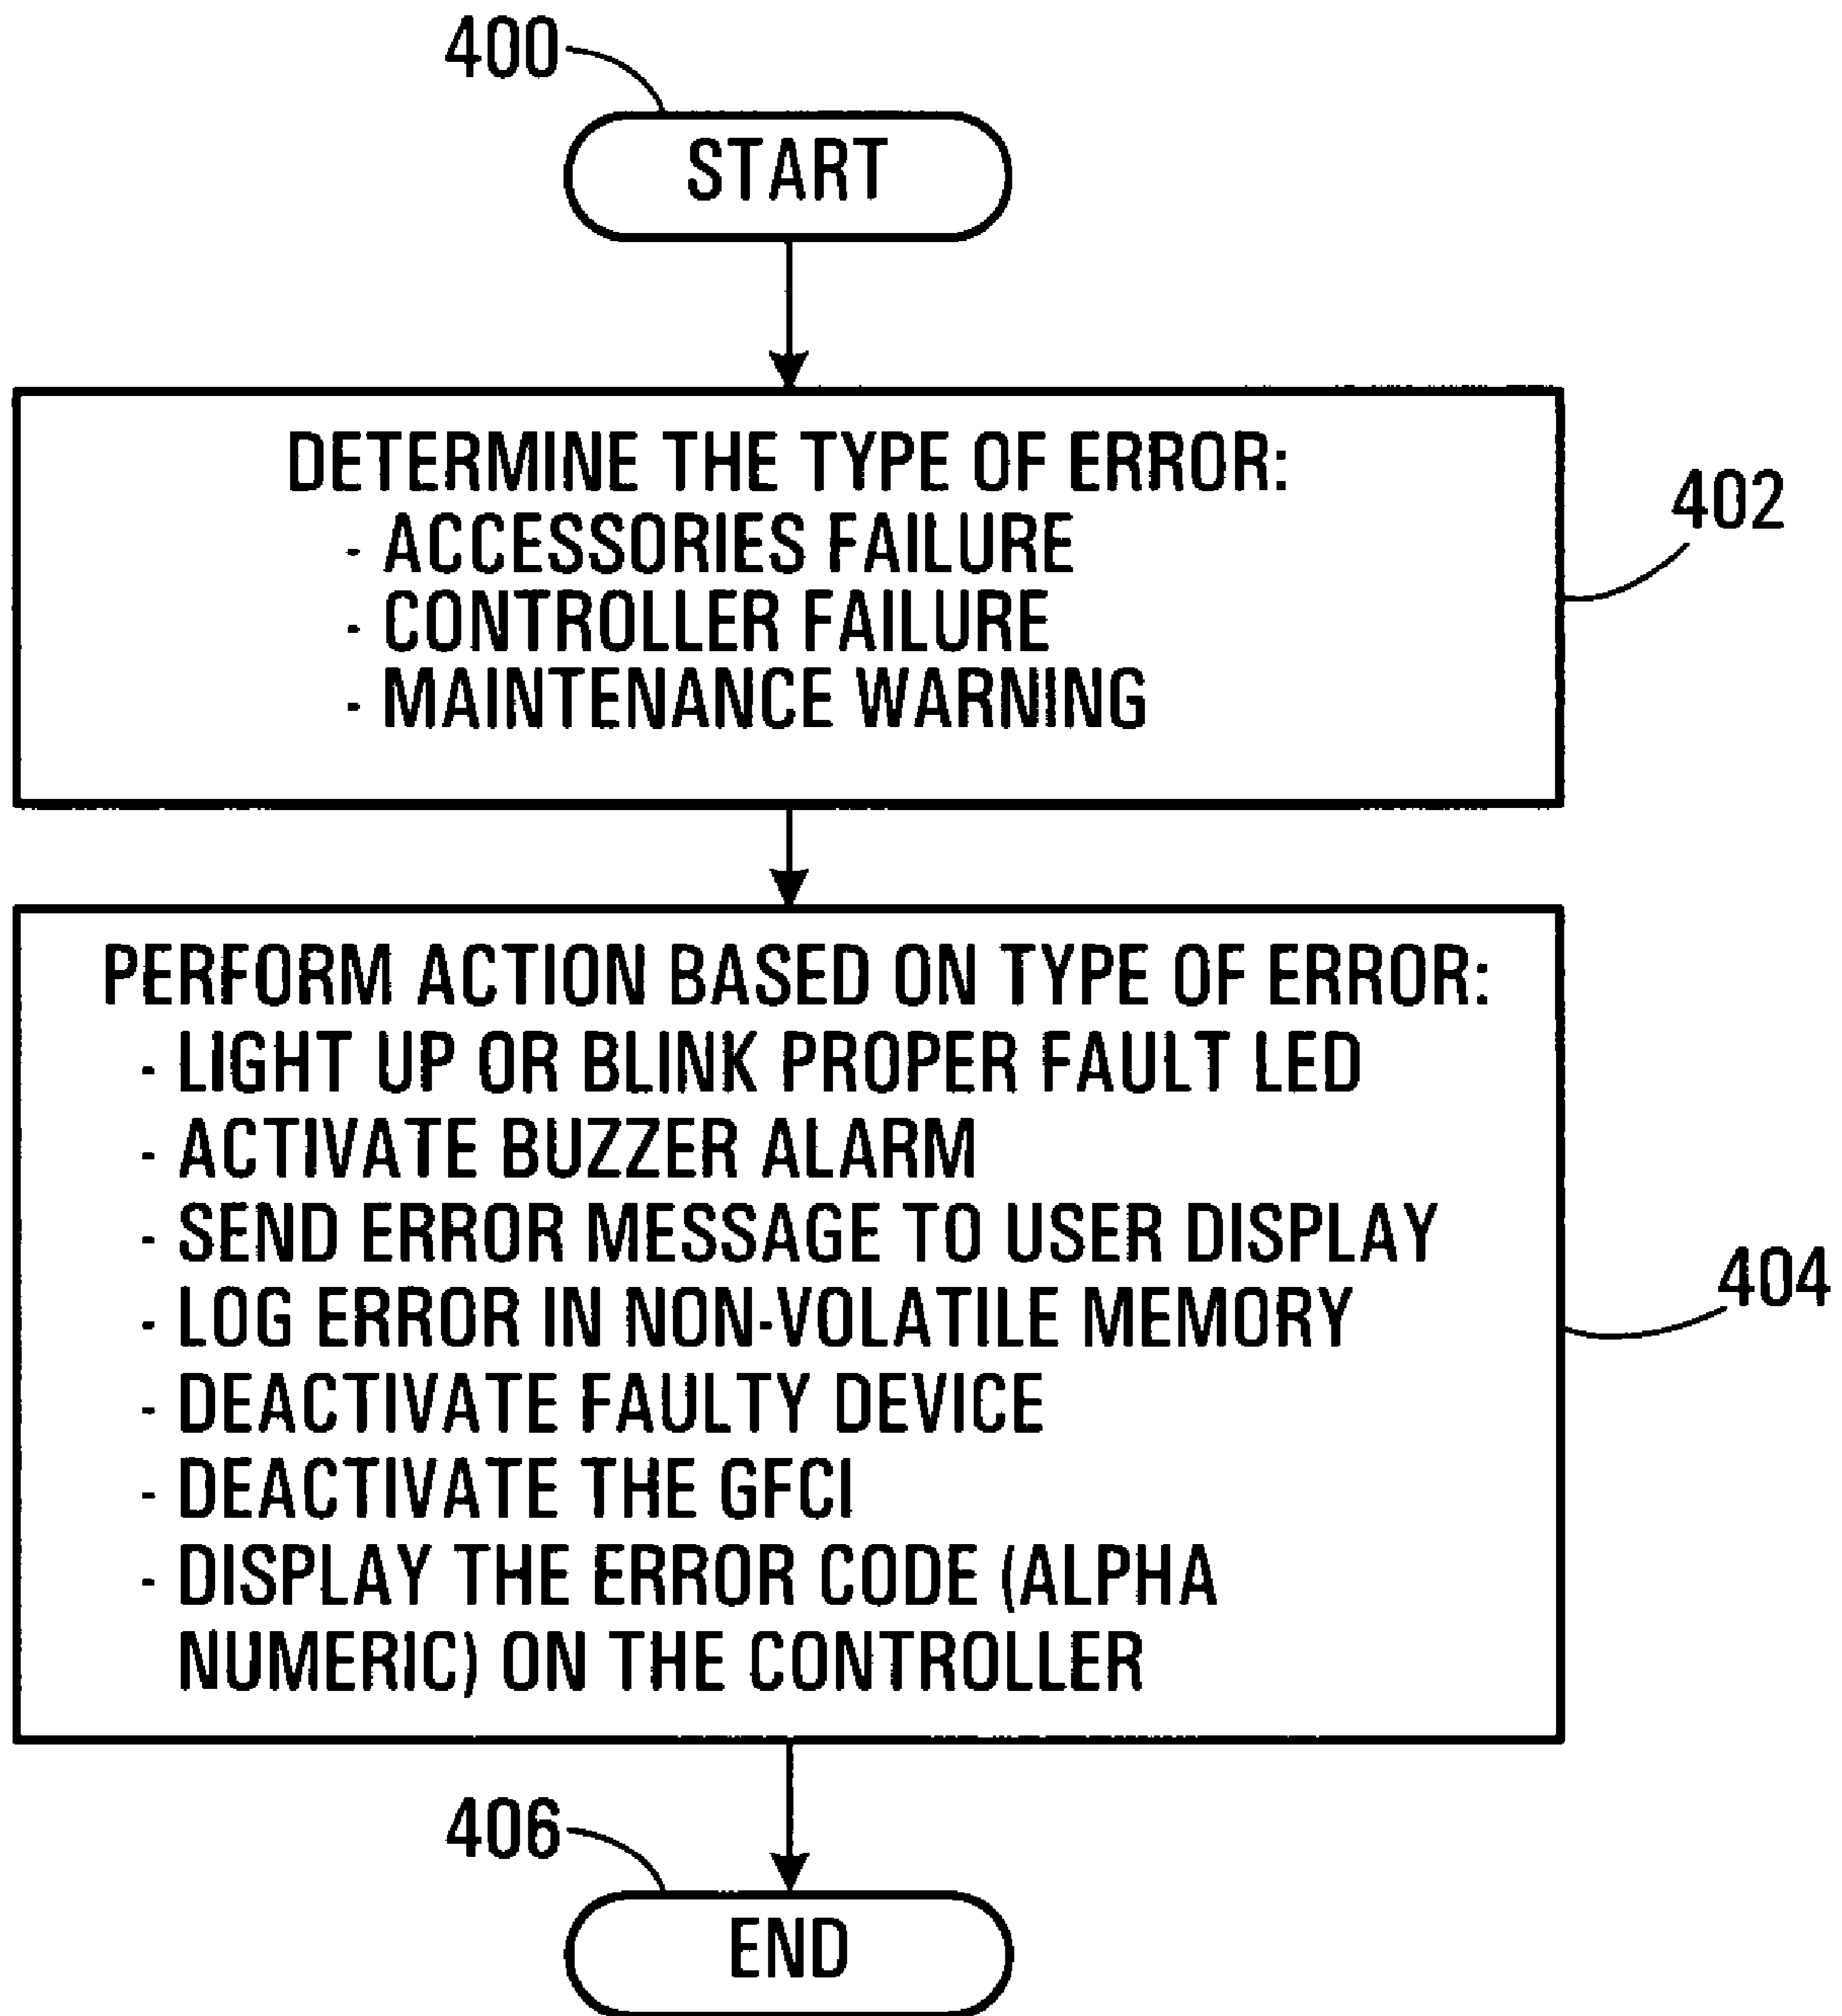 400
START
DETERMINE THE TYPE OF ERROR:
- ACCESSORIES FAILURE
- CONTROLLER FAILURE
- MAINTENANCE WARNING
402
PERFORM ACTION BASED ON TYPE OF ERROR:
- LIGHT UP OR BLINK PROPER FAULT LED
- ACTIVATE BUZZER ALARM
- SEND ERROR MESSAGE TO USER DISPLAY
- LOG ERROR IN NON-VOLATILE MEMORY
- DEACTIVATE FAULTY DEVICE
- DEACTIVATE THE GFCI
- DISPLAY THE ERROR CODE (ALPHA
NUMERIC) ON THE CONTROLLER
404
406
END